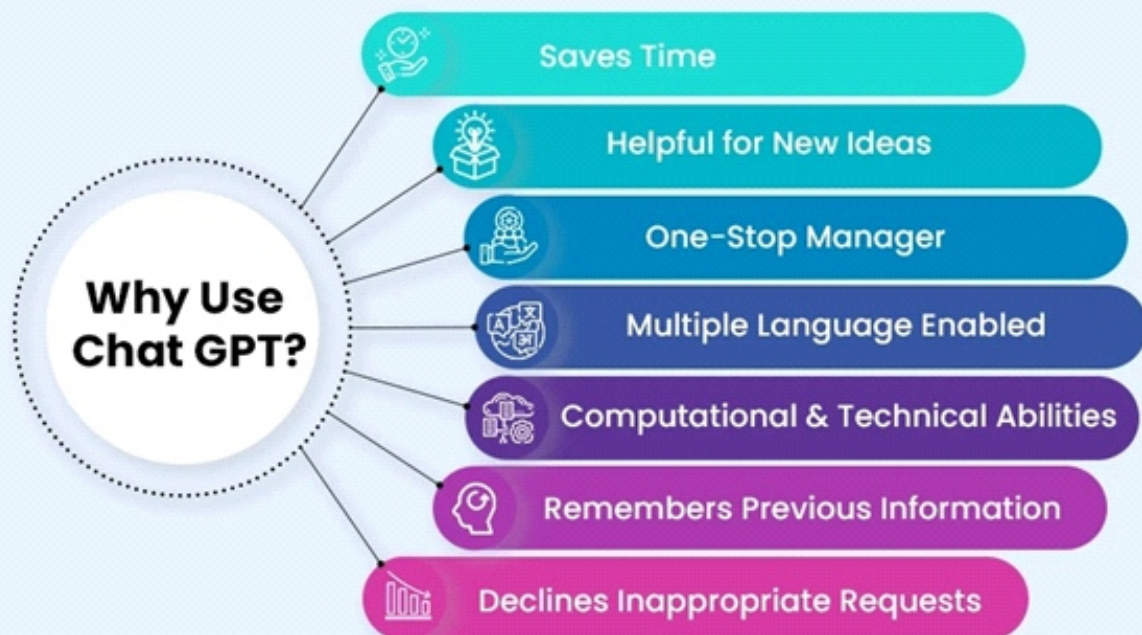 Why Use
Chat GPT?
Saves Time
Helpful for New Ideas
One-Stop Manager
Multiple Language Enabled
Computational & Technical Abilities
Remembers Previous Information
Declines Inappropriate Requests